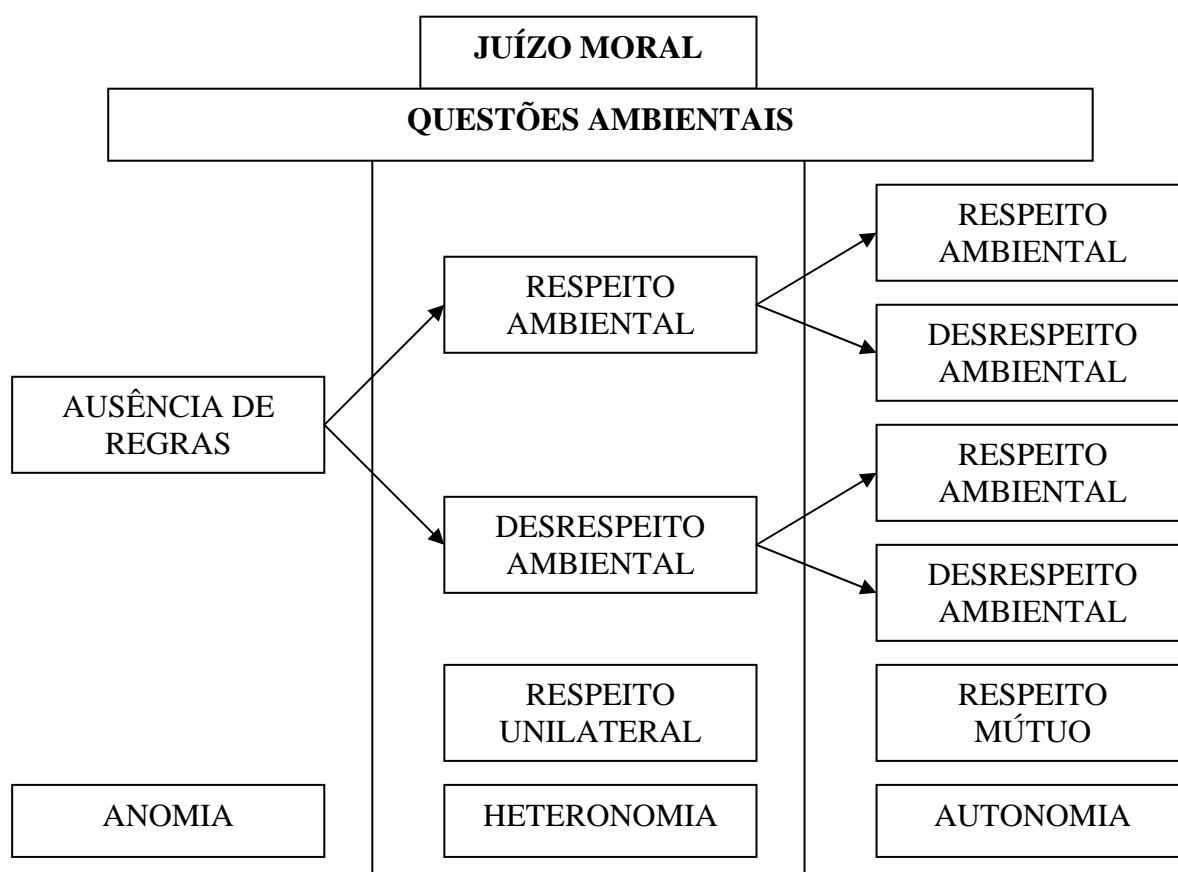 JUÍZO MORAL
QUESTÕES AMBIENTAIS
RESPEITO
AMBIENTAL
RESPEITO
AMBIENTAL
DESRESPEITO
AMBIENTAL
AUSÊNCIA DE
REGRAS
RESPEITO
AMBIENTAL
DESRESPEITO
AMBIENTAL
DESRESPEITO
AMBIENTAL
RESPEITO
UNILATERAL
RESPEITO
MÚTUO
ANOMIA
HETERONOMIA
AUTONOMIA